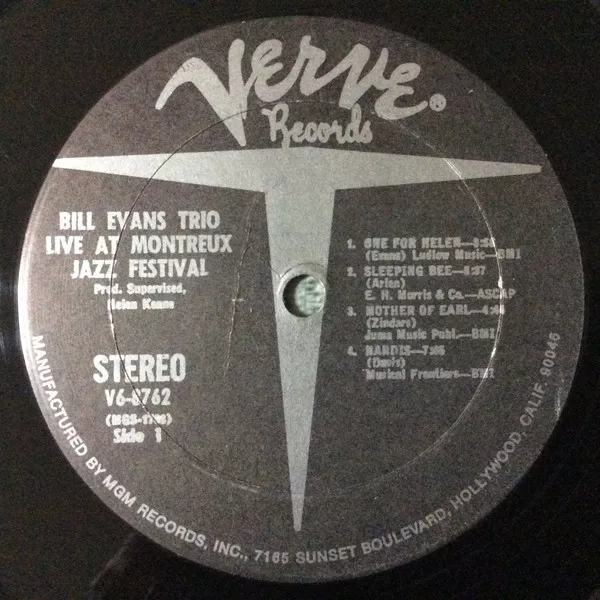 Verve®
Records
BILL EVANS TRIO
LIVE AT MONTREUX
JAZZ FESTIVAL
Prod. Supervised,
Helen Keane
STEREO
V6-8762
Side 1
1. ONE FOR HELEN
(Evans) Ludlow Music—BMI
2. SLEEPING BEE—5:37
(Arlen)
E. H. Morris & Co.—ASCAP
3. MOTHER OF EARL
(Zindars)
Juma Music Publ.—BMI
4. NARDIS
(Davis)
Musical Frontiers—BMI
MANUFACTURED BY MGM RECORDS, INC., 7165 SUNSET BOULEVARD, HOLLYWOOD, CALIF. 90046